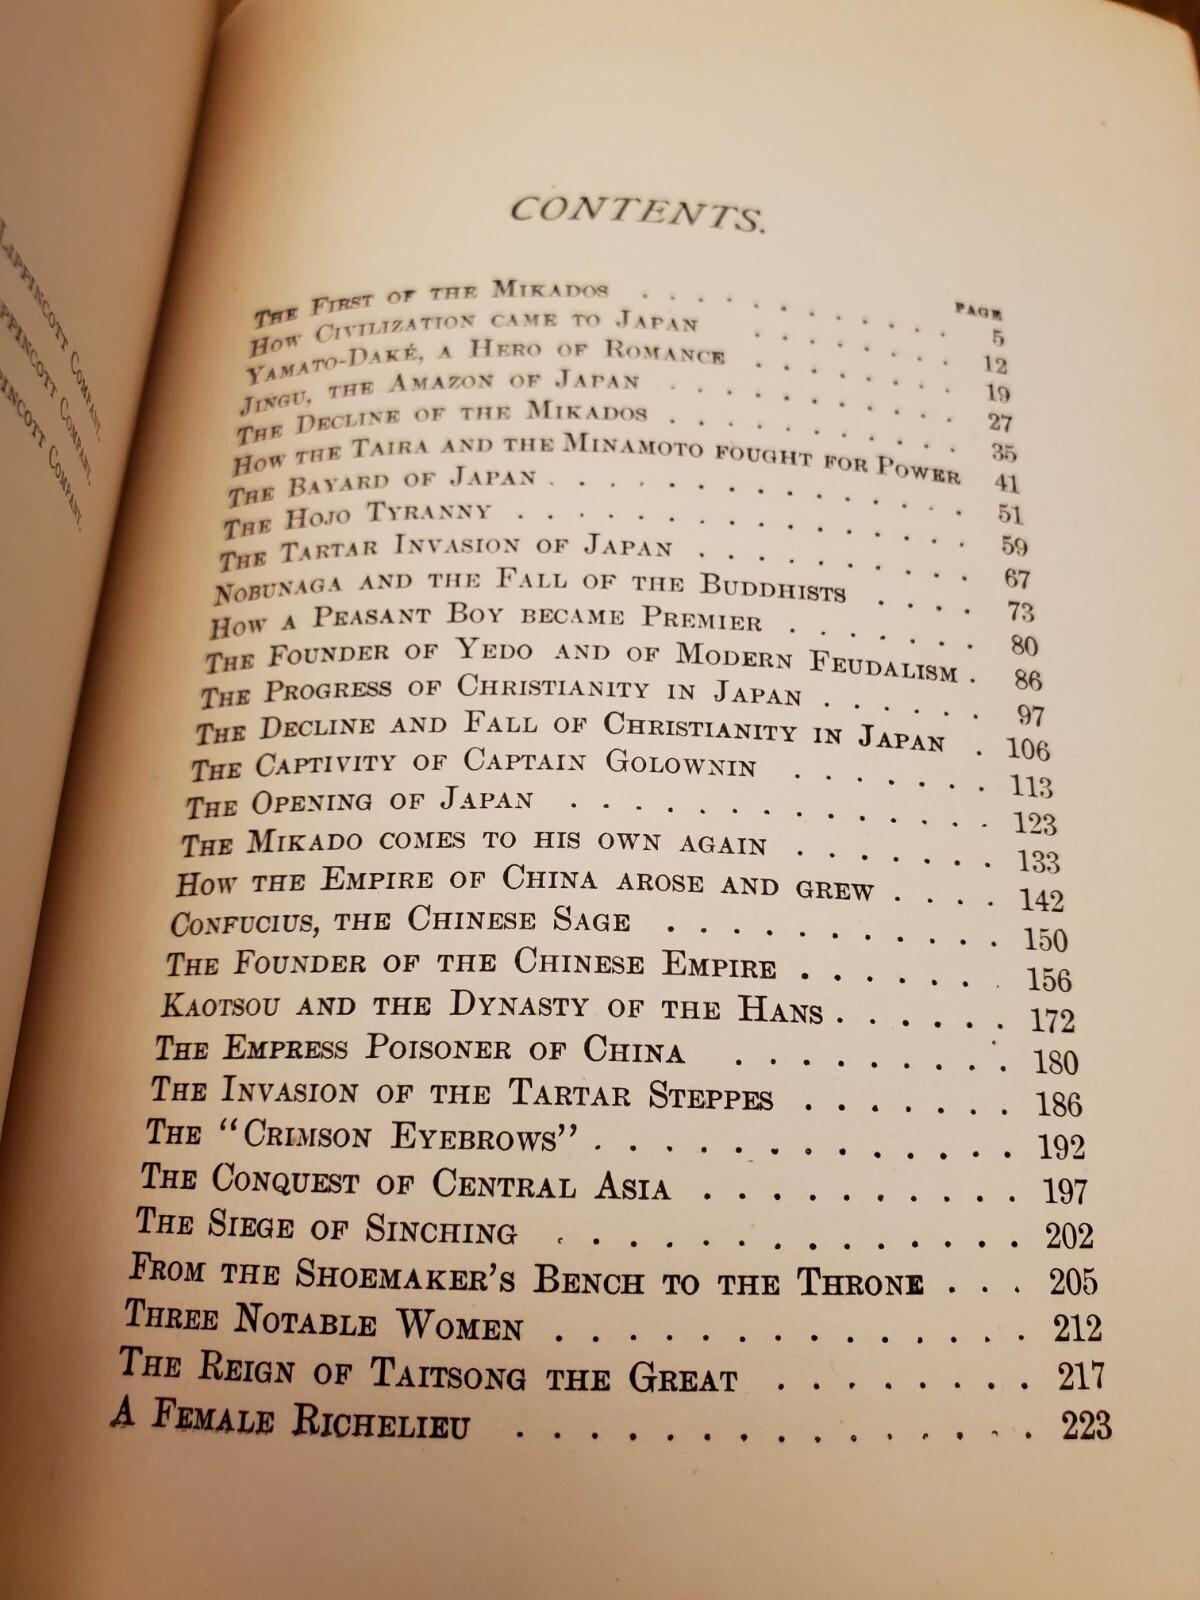 LIPPINCOTT COMPANY.
LIPPINCOTT COMPANY.
LIPPINCOTT COMPANY.
CONTENTS.
PAGE
THE FIRST OF THE MIKADOS . . . . . . . . . . 5
HOW CIVILIZATION CAME TO JAPAN . . . . . . . 12
YAMATO-DAKÉ, A HERO OF ROMANCE . . . . . . . 19
JINGU, THE AMAZON OF JAPAN . . . . . . . . . 27
THE DECLINE OF THE MIKADOS . . . . . . . . . . 35
HOW THE TAIRA AND THE MINAMOTO FOUGHT FOR POWER 41
THE BAYARD OF JAPAN . . . . . . . . . . . . . . 51
THE HOJO TYRANNY . . . . . . . . . . . . . . . 59
THE TARTAR INVASION OF JAPAN . . . . . . . . . 67
NOBUNAGA AND THE FALL OF THE BUDDHISTS . . . . 73
HOW A PEASANT BOY BECAME PREMIER . . . . . . . 80
THE FOUNDER OF YEDO AND OF MODERN FEUDALISM . 86
THE PROGRESS OF CHRISTIANITY IN JAPAN . . . . . . 97
THE DECLINE AND FALL OF CHRISTIANITY IN JAPAN . 106
THE CAPTIVITY OF CAPTAIN GOLOWNIN . . . . . . . 113
THE OPENING OF JAPAN . . . . . . . . . . . . . 123
THE MIKADO COMES TO HIS OWN AGAIN . . . . . . . 133
HOW THE EMPIRE OF CHINA AROSE AND GREW . . . . 142
CONFUCIUS, THE CHINESE SAGE . . . . . . . . . . . 150
THE FOUNDER OF THE CHINESE EMPIRE . . . . . . . 156
KAOTSOU AND THE DYNASTY OF THE HANS . . . . . . 172
THE EMPRESS POISONER OF CHINA . . . . . . . . . 180
THE INVASION OF THE TARTAR STEPPES . . . . . . . 186
THE "CRIMSON EYEBROWS" . . . . . . . . . . . . . 192
THE CONQUEST OF CENTRAL ASIA . . . . . . . . . . 197
THE SIEGE OF SINCHING . . . . . . . . . . . . . . 202
FROM THE SHOEMAKER'S BENCH TO THE THRONE . . . 205
THREE NOTABLE WOMEN . . . . . . . . . . . . . . 212
THE REIGN OF TAITSONG THE GREAT . . . . . . . . 217
A FEMALE RICHELIEU . . . . . . . . . . . . . . . 223